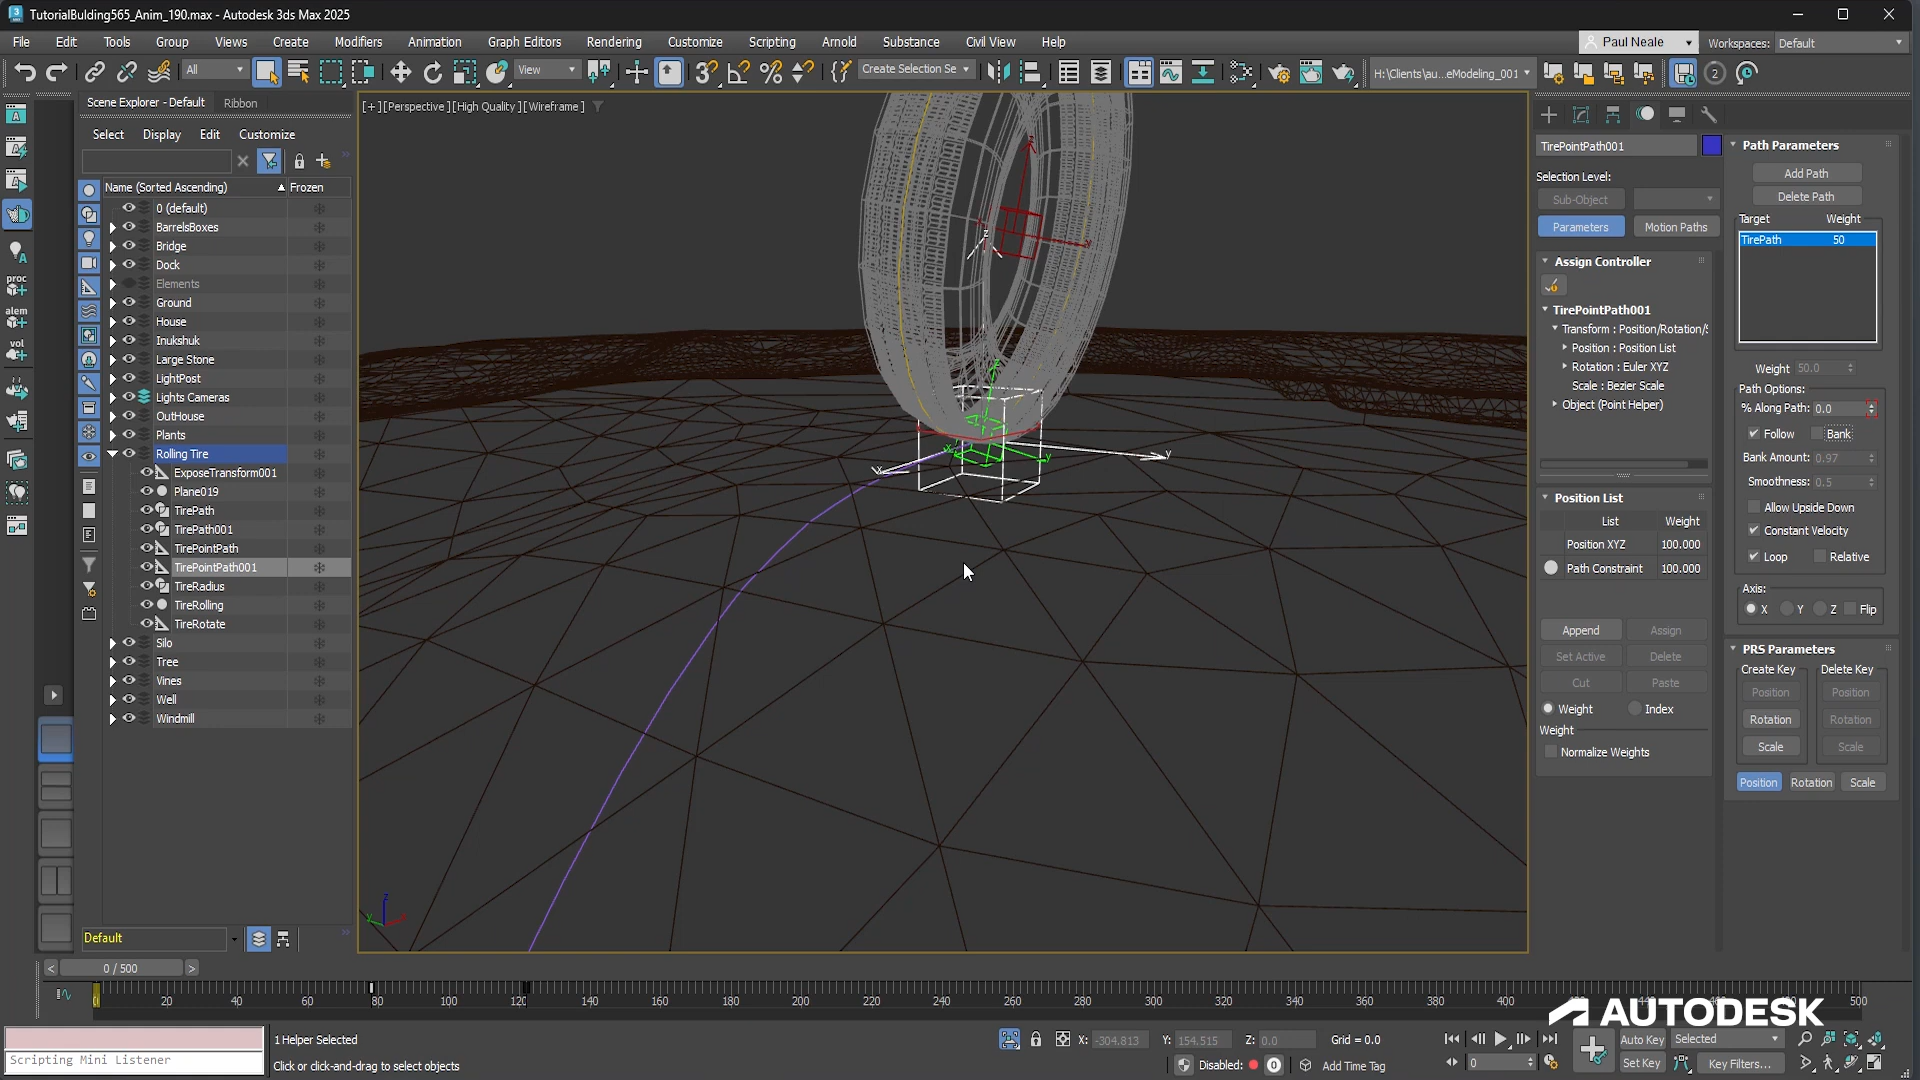 TutorialBulding565_Anim_190.max - Autodesk 3ds Max 2025
File Edit Tools Group Views Create Modifiers Animation Graph Editors Rendering Customize Scripting Arnold Substance Civil View Help
Paul Neale Workspaces: Default
All View Create Selection Se H:\Clients\au...eModeling_001 2
Scene Explorer - Default Ribbon
[+][Perspective][High Quality][Wireframe]
Select Display Edit Customize
Name (Sorted Ascending) Frozen
0 (default)
BarrelsBoxes
Bridge
Dock
Elements
Ground
House
Inukshuk
Large Stone
LightPost
Lights Cameras
OutHouse
Plants
Rolling Tire
ExposeTransform001
Plane019
TirePath
TirePath001
TirePointPath
TirePointPath001
TireRadius
TireRolling
TireRotate
Silo
Tree
Vines
Well
Windmill
proc
alem
vol
Default
TirePointPath001
Selection Level:
Sub-Object
Parameters Motion Paths
Assign Controller
TirePointPath001
Transform : Position/Rotation/
Position : Position List
Rotation : Euler XYZ
Scale : Bezier Scale
Object (Point Helper)
Position List
List Weight
Position XYZ 100.000
Path Constraint 100.000
Append Assign
Set Active Delete
Cut Paste
Weight Index
Weight
Normalize Weights
Path Parameters
Add Path
Delete Path
Target Weight
TirePath 50
Weight 50.0
Path Options:
% Along Path: 0.0
Follow Bank
Bank Amount: 0.97
Smoothness: 0.5
Allow Upside Down
Constant Velocity
Loop Relative
Axis:
X Y Z Flip
PRS Parameters
Create Key Delete Key
Position Position
Rotation Rotation
Scale Scale
Position Rotation Scale
< 0 / 500 >
20 40 60 80 100 120 140 160 180 200 220 240 260 280 300 320 340 360 380 400 500
AUTODESK
1 Helper Selected
Click or click-and-drag to select objects
Scripting Mini Listener
X: -304.813 Y: 154.515 Z: 0.0 Grid = 0.0
Disabled: 0 Add Time Tag
0
Auto Key Selected
Set Key Key Filters...